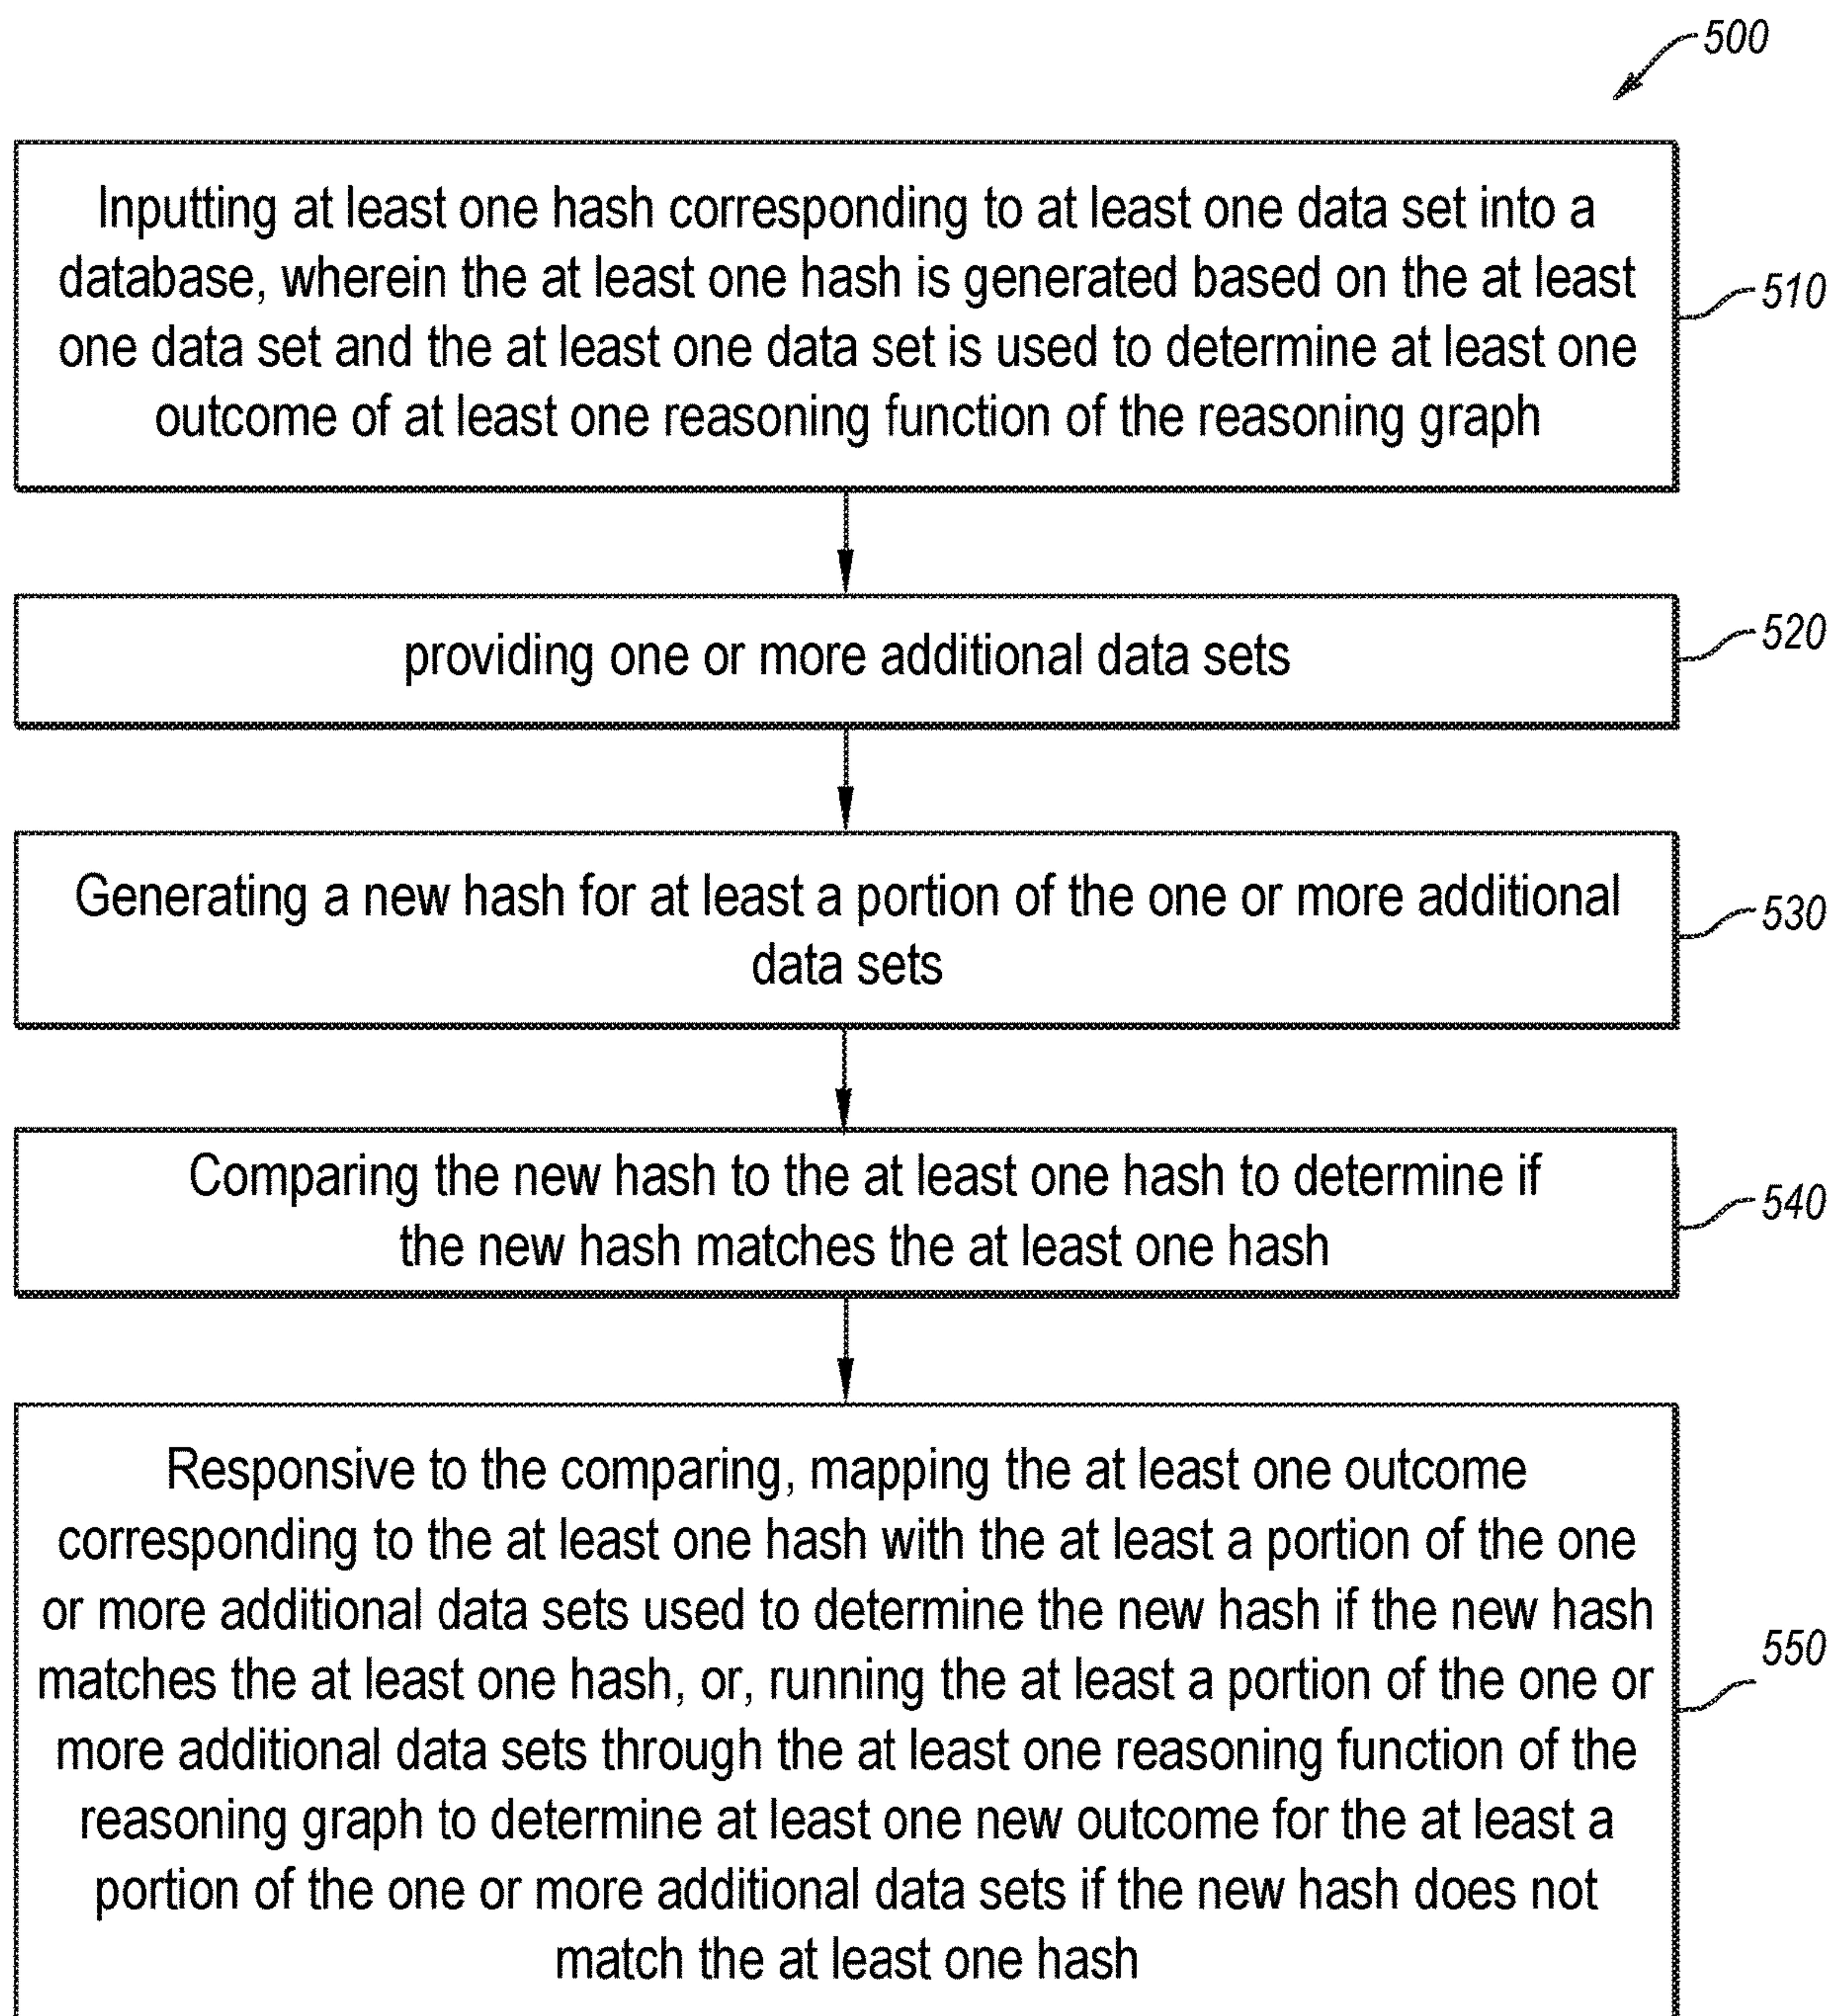 500
Inputting at least one hash corresponding to at least one data set into a
database, wherein the at least one hash is generated based on the at least
one data set and the at least one data set is used to determine at least one
outcome of at least one reasoning function of the reasoning graph
510
providing one or more additional data sets
520
Generating a new hash for at least a portion of the one or more additional
data sets
530
Comparing the new hash to the at least one hash to determine if
the new hash matches the at least one hash
540
Responsive to the comparing, mapping the at least one outcome
corresponding to the at least one hash with the at least a portion of the one
or more additional data sets used to determine the new hash if the new hash
matches the at least one hash, or, running the at least a portion of the one or
more additional data sets through the at least one reasoning function of the
reasoning graph to determine at least one new outcome for the at least a
portion of the one or more additional data sets if the new hash does not
match the at least one hash
550